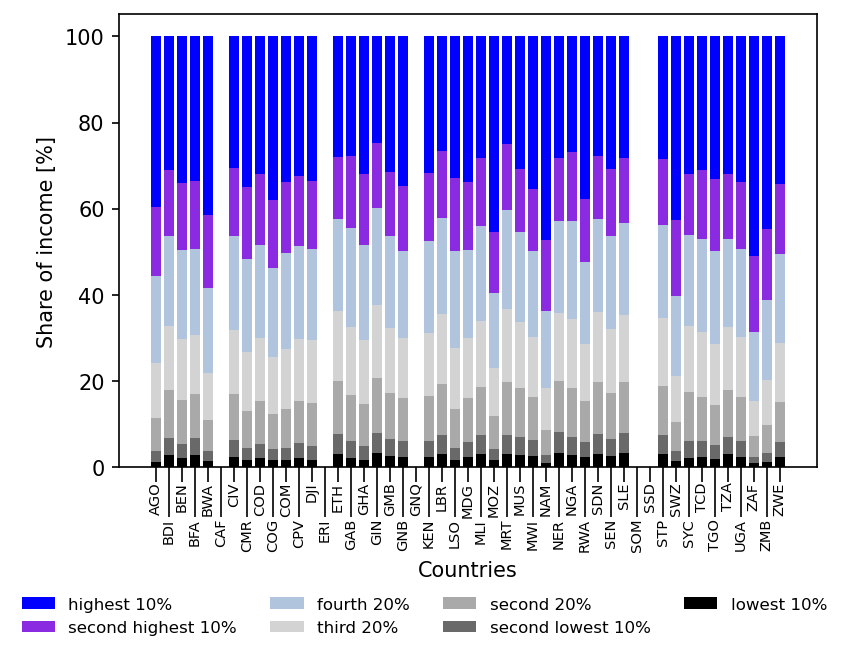 100
80
60
40
20
0
Share of income [%]
AGO BEN BWA CIV COD COM DJI ETH GHA GMB GNQ LBR MDG MOZ MUS NAM NGA SDN SLE SSD SWZ TCD TZA ZAF ZWE
BDI BFA CAF CMR COG CPV ERI GAB GIN GNB KEN LSO MLI MRT MWI NER RWA SEN SOM STP SYC TGO UGA ZMB
Countries
highest 10% fourth 20% second 20% lowest 10%
second highest 10% third 20% second lowest 10%